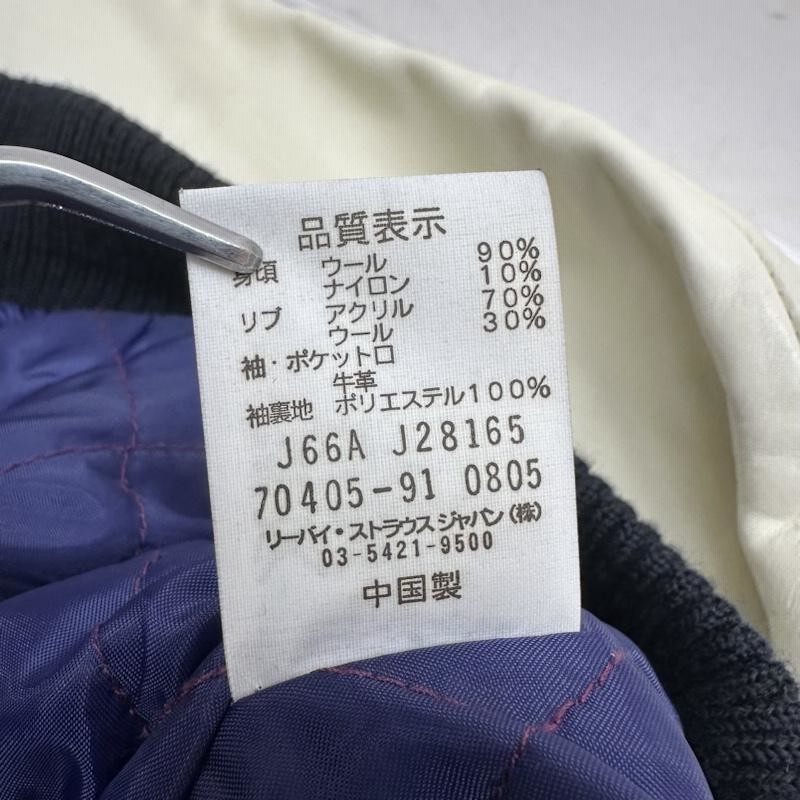 品質表示
身頃 ウール 90%
ナイロン 10%
リブ アクリル 70%
ウール 30%
袖・ポケット口
牛革
袖裏地 ポリエステル100%
J66A J28165
70405-91 0805
リーバイ・ストラウスジャパン(株)
03-5421-9500
中国製